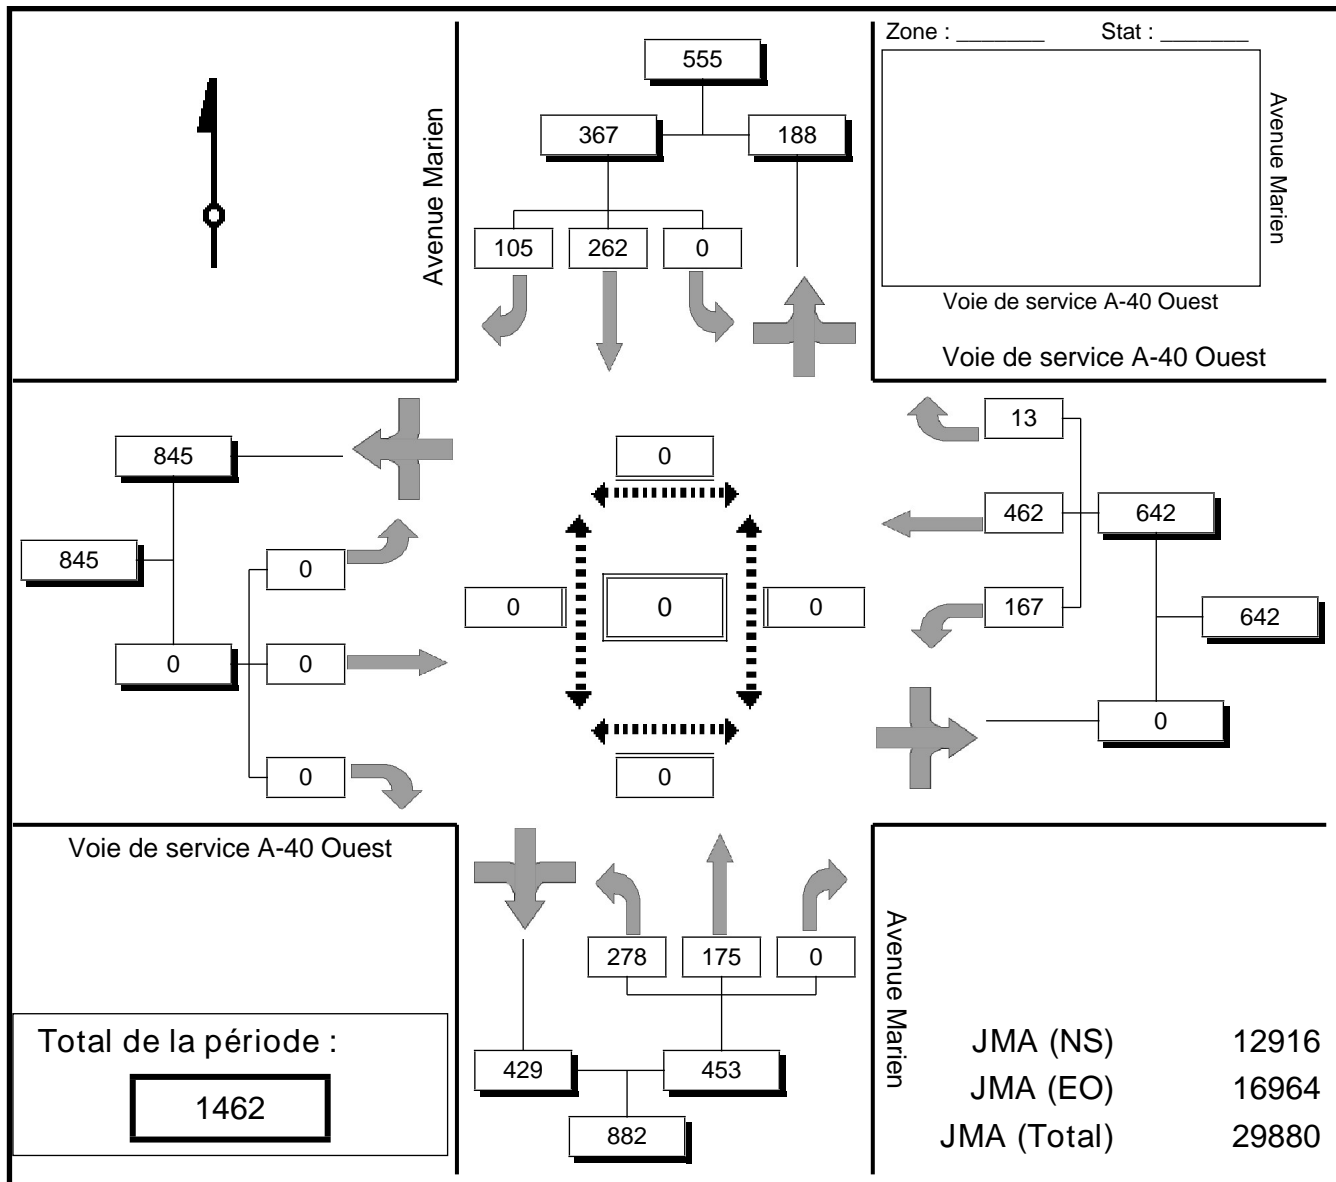 Zone : _______ Stat : _______
555
367 188
Avenue Marien
Avenue Marien
105 262 0
Voie de service A-40 Ouest
Voie de service A-40 Ouest
13
845
0
462 642
845
0
0 0 0
167
642
0 0
0
0
0
Voie de service A-40 Ouest
278 175 0
Avenue Marien
Total de la période :
429 453
1462
882
JMA (NS) 12916
JMA (EO) 16964
JMA (Total) 29880